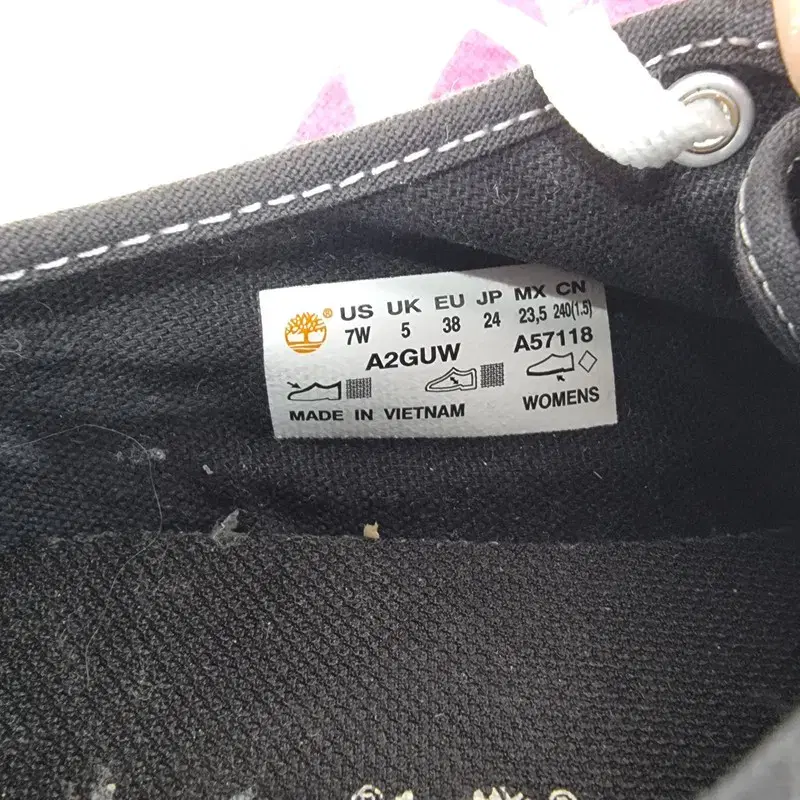 ® US UK EU JP MX CN
7W 5 38 24 23,5 240(1.5)
A2GUW A57118
MADE IN VIETNAM WOMENS